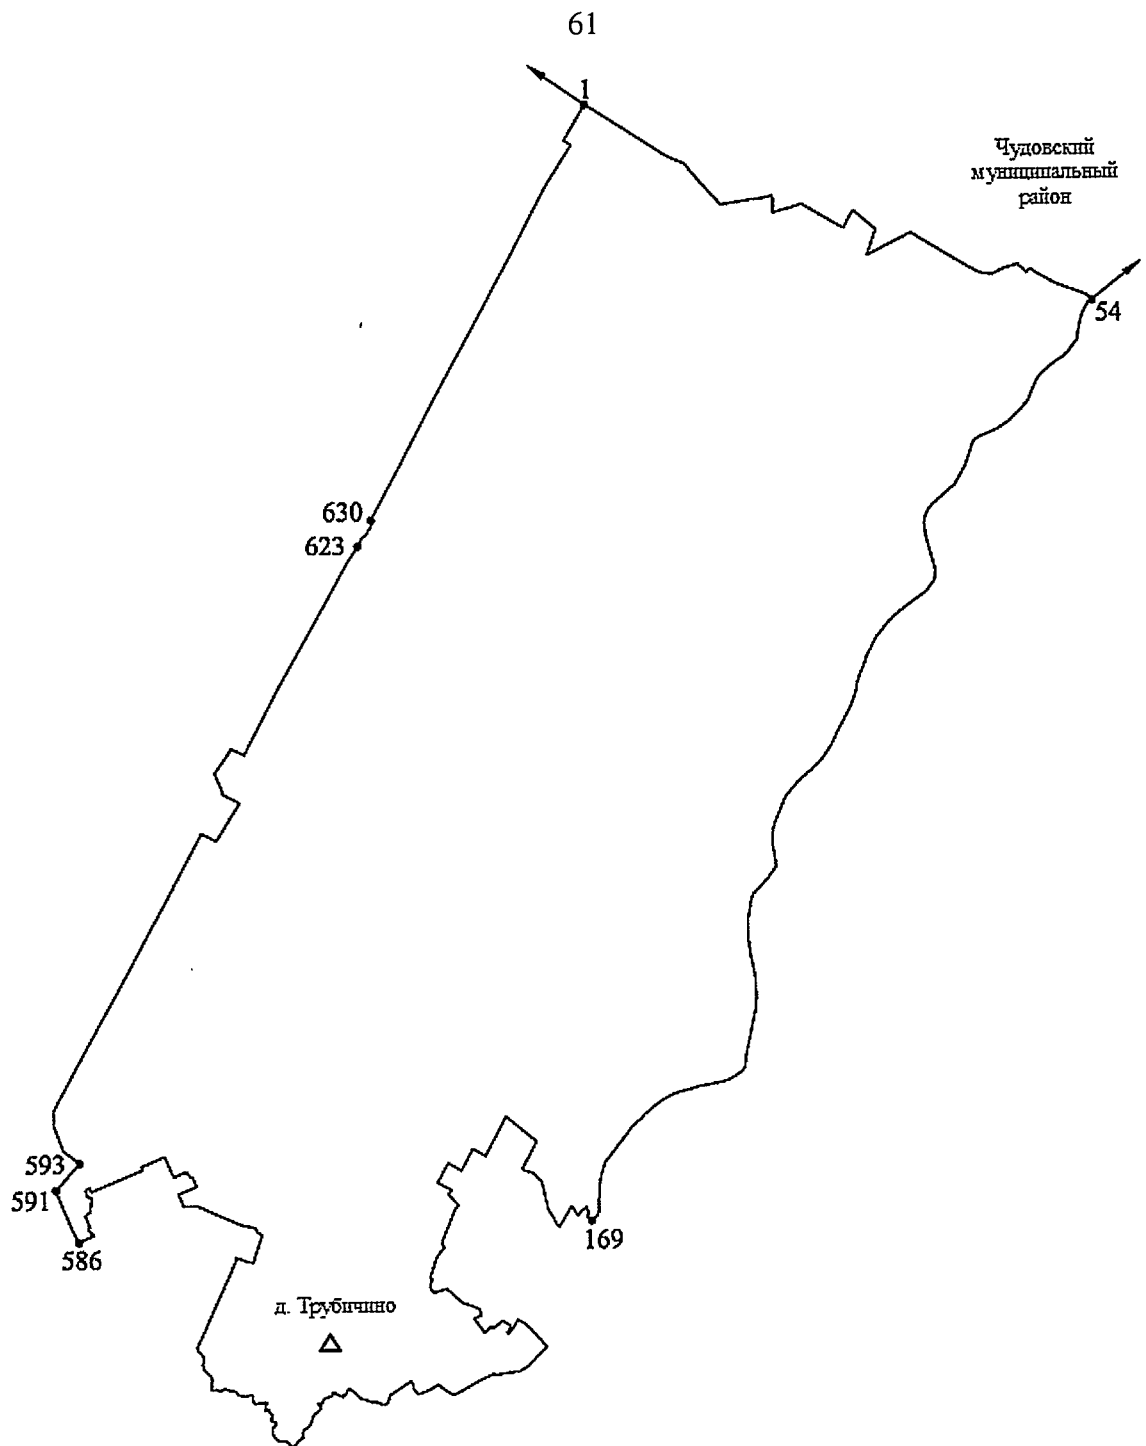 61
1
Чудовский
муниципальный
район
54
630
623
593
591
586
169
д. Трубичино